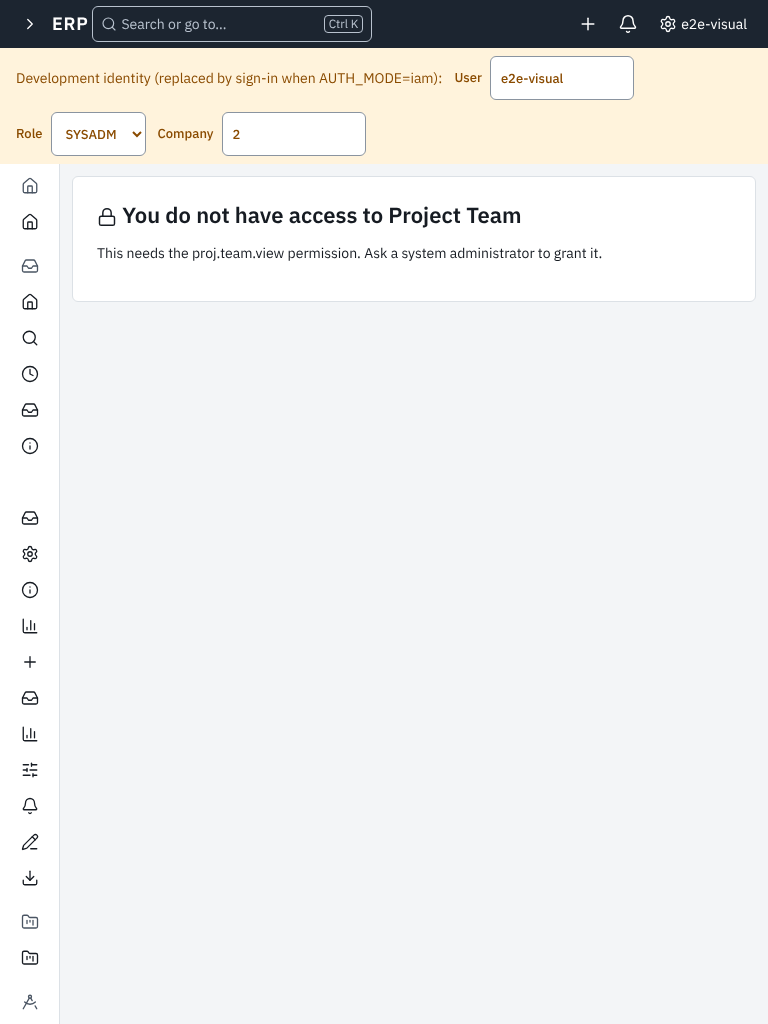 ERP Search or go to... Ctrl K e2e-visual
Development identity (replaced by sign-in when AUTH_MODE=iam): User e2e-visual
Role SYSADM Company 2
You do not have access to Project Team
This needs the proj.team.view permission. Ask a system administrator to grant it.